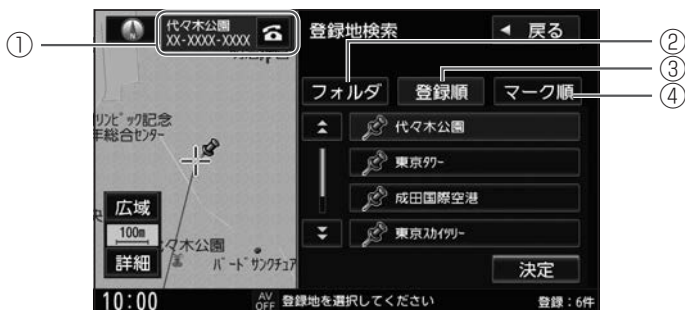 ①
代々木公園
XX-XXXX-XXXX
登録地検索
戻る
②
③
④
フォルダ
登録順
マーク順
リンピック記念
年総合センター
代々木公園
東京タワー
成田国際空港
東京スカイツリー
広域
100m
詳細
代々木公園
バードサンクチュア
決定
10:00
AV OFF
登録地を選択してください
登録:6件